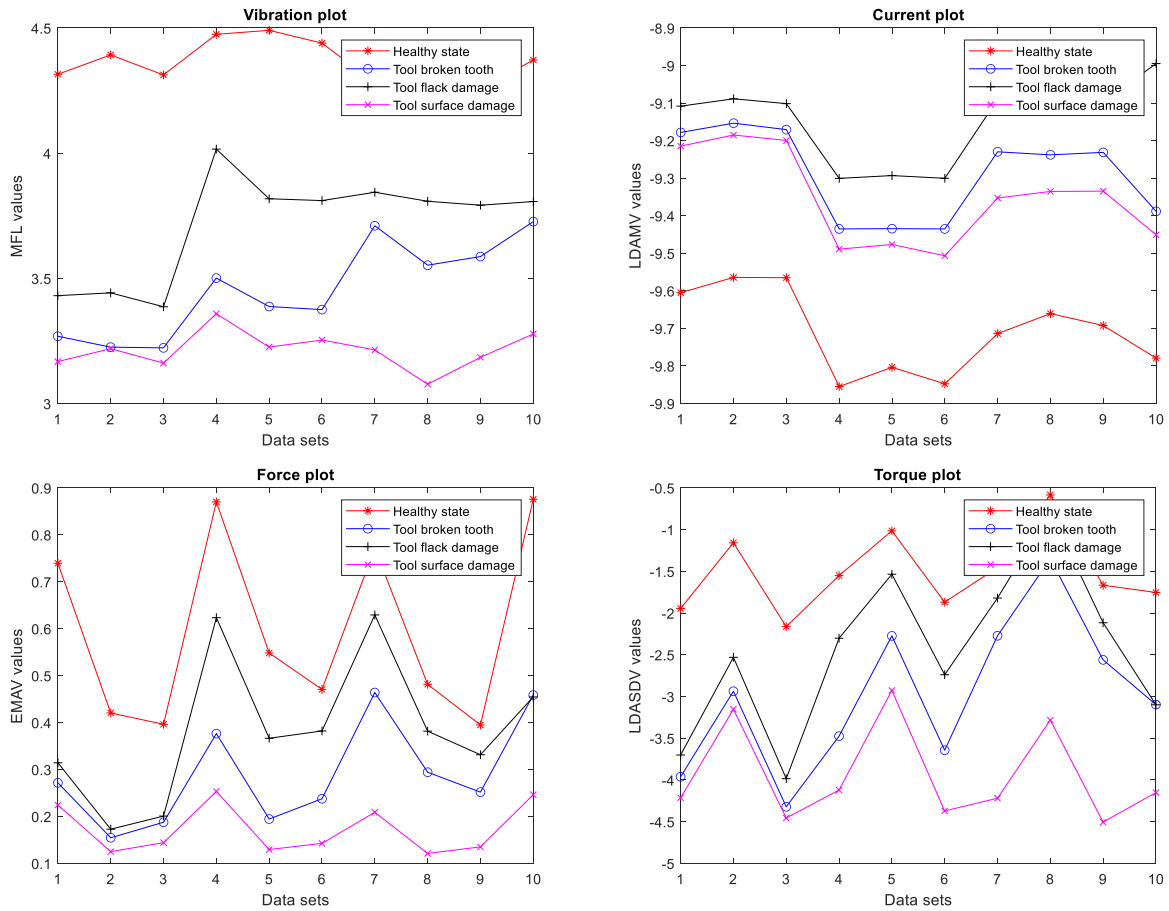 Vibration plot
4.5
4
3.5
3
MFL values
1 2 3 4 5 6 7 8 9 10
Data sets
Healthy state
Tool broken tooth
Tool flack damage
Tool surface damage
Current plot
-8.9
-9
-9.1
-9.2
-9.3
-9.4
-9.5
-9.6
-9.7
-9.8
-9.9
LDAMV values
1 2 3 4 5 6 7 8 9 10
Data sets
Healthy state
Tool broken tooth
Tool flack damage
Tool surface damage
Force plot
0.9
0.8
0.7
0.6
0.5
0.4
0.3
0.2
0.1
EMAV values
1 2 3 4 5 6 7 8 9 10
Data sets
Healthy state
Tool broken tooth
Tool flack damage
Tool surface damage
Torque plot
-0.5
-1
-1.5
-2
-2.5
-3
-3.5
-4
-4.5
-5
LDASDV values
1 2 3 4 5 6 7 8 9 10
Data sets
Healthy state
Tool broken tooth
Tool flack damage
Tool surface damage